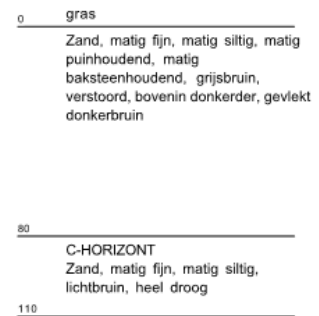 gras
0
Zand, matig fijn, matig siltig, matig
puinhoudend, matig
baksteenhoudend, grijsbruin,
verstoord, bovenin donkerder, gevlekt
donkerbruin
80
C-HORIZONT
Zand, matig fijn, matig siltig,
lichtbruin, heel droog
110